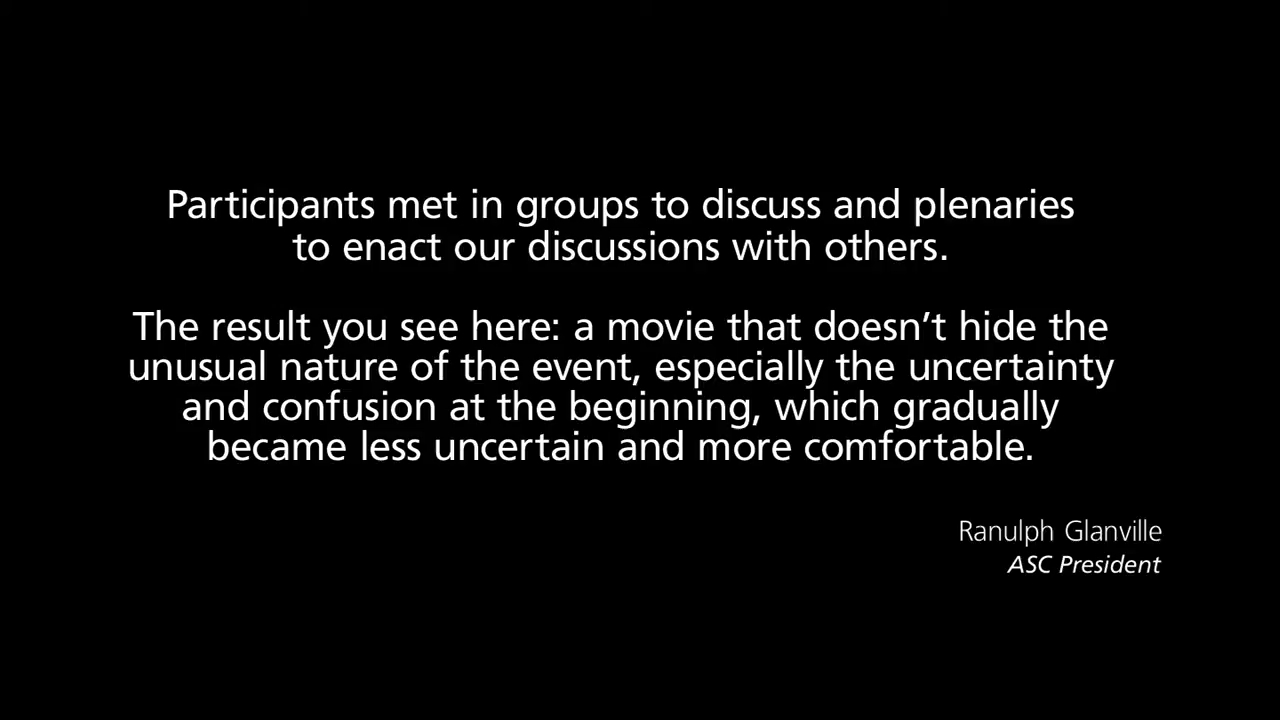 Participants met in groups to discuss and plenaries
to enact our discussions with others.
The result you see here: a movie that doesn’t hide the
unusual nature of the event, especially the uncertainty
and confusion at the beginning, which gradually
became less uncertain and more comfortable.
Ranulph Glanville
ASC President